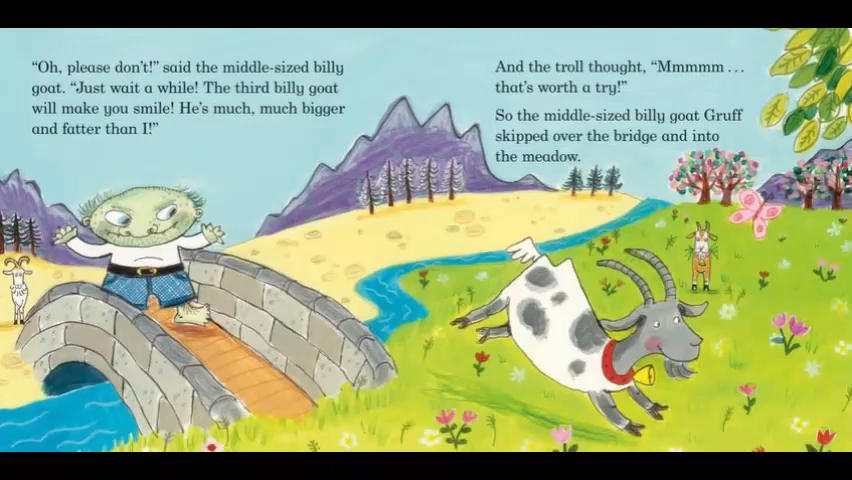 “Oh, please don’t!” said the middle-sized billy
goat. “Just wait a while! The third billy goat
will make you smile! He’s much, much bigger
and fatter than I!”
And the troll thought, “Mmmmm . . .
that’s worth a try!”
So the middle-sized billy goat Gruff
skipped over the bridge and into
the meadow.